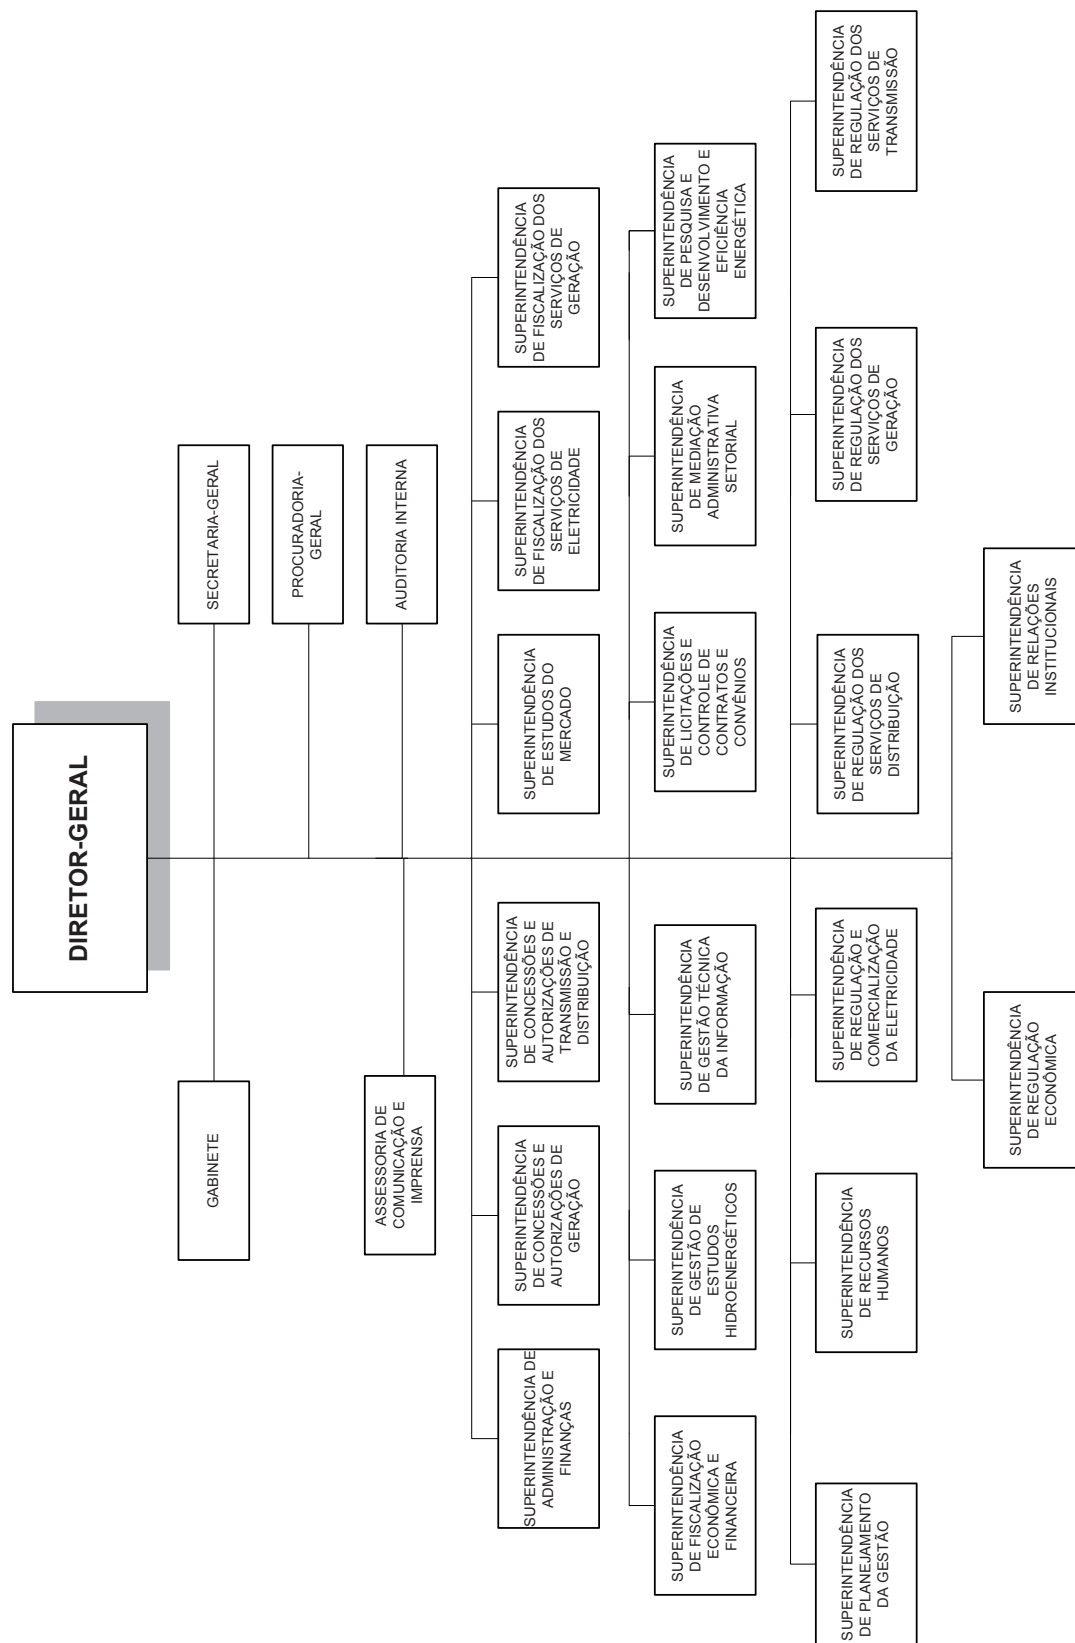 DIRETOR-GERAL
GABINETE
SECRETARIA-GERAL
PROCURADORIA-
GERAL
ASSESSORIA DE
COMUNICAÇÃO E
IMPRENSA
AUDITORIA INTERNA
SUPERINTENDÊNCIA DE
ADMINISTRAÇÃO E
FINANÇAS
SUPERINTENDÊNCIA
DE CONCESSÕES E
AUTORIZAÇÕES DE
GERAÇÃO
SUPERINTENDÊNCIA
DE CONCESSÕES E
AUTORIZAÇÕES DE
TRANSMISSÃO E
DISTRIBUIÇÃO
SUPERINTENDÊNCIA
DE ESTUDOS DO
MERCADO
SUPERINTENDÊNCIA
DE FISCALIZAÇÃO DOS
SERVIÇOS DE
ELETRICIDADE
SUPERINTENDÊNCIA
DE FISCALIZAÇÃO DOS
SERVIÇOS DE
GERAÇÃO
SUPERINTENDÊNCIA
DE FISCALIZAÇÃO
ECONÔMICA E
FINANCEIRA
SUPERINTENDÊNCIA
DE GESTÃO DE
ESTUDOS
HIDROENERGÉTICOS
SUPERINTENDÊNCIA
DE GESTÃO TÉCNICA
DA INFORMAÇÃO
SUPERINTENDÊNCIA
DE LICITAÇÕES E
CONTROLE DE
CONTRATOS E
CONVÊNIOS
SUPERINTENDÊNCIA
DE MEDIAÇÃO
ADMINISTRATIVA
SETORIAL
SUPERINTENDÊNCIA
DE PESQUISA E
DESENVOLVIMENTO E
EFICIÊNCIA
ENERGÉTICA
SUPERINTENDÊNCIA
DE PLANEJAMENTO
DA GESTÃO
SUPERINTENDÊNCIA
DE RECURSOS
HUMANOS
SUPERINTENDÊNCIA
DE REGULAÇÃO E
COMERCIALIZAÇÃO
DA ELETRICIDADE
SUPERINTENDÊNCIA
DE REGULAÇÃO DOS
SERVIÇOS DE
DISTRIBUIÇÃO
SUPERINTENDÊNCIA
DE REGULAÇÃO DOS
SERVIÇOS DE
GERAÇÃO
SUPERINTENDÊNCIA
DE REGULAÇÃO DOS
SERVIÇOS DE
TRANSMISSÃO
SUPERINTENDÊNCIA
DE REGULAÇÃO
ECONÔMICA
SUPERINTENDÊNCIA
DE RELAÇÕES
INSTITUCIONAIS